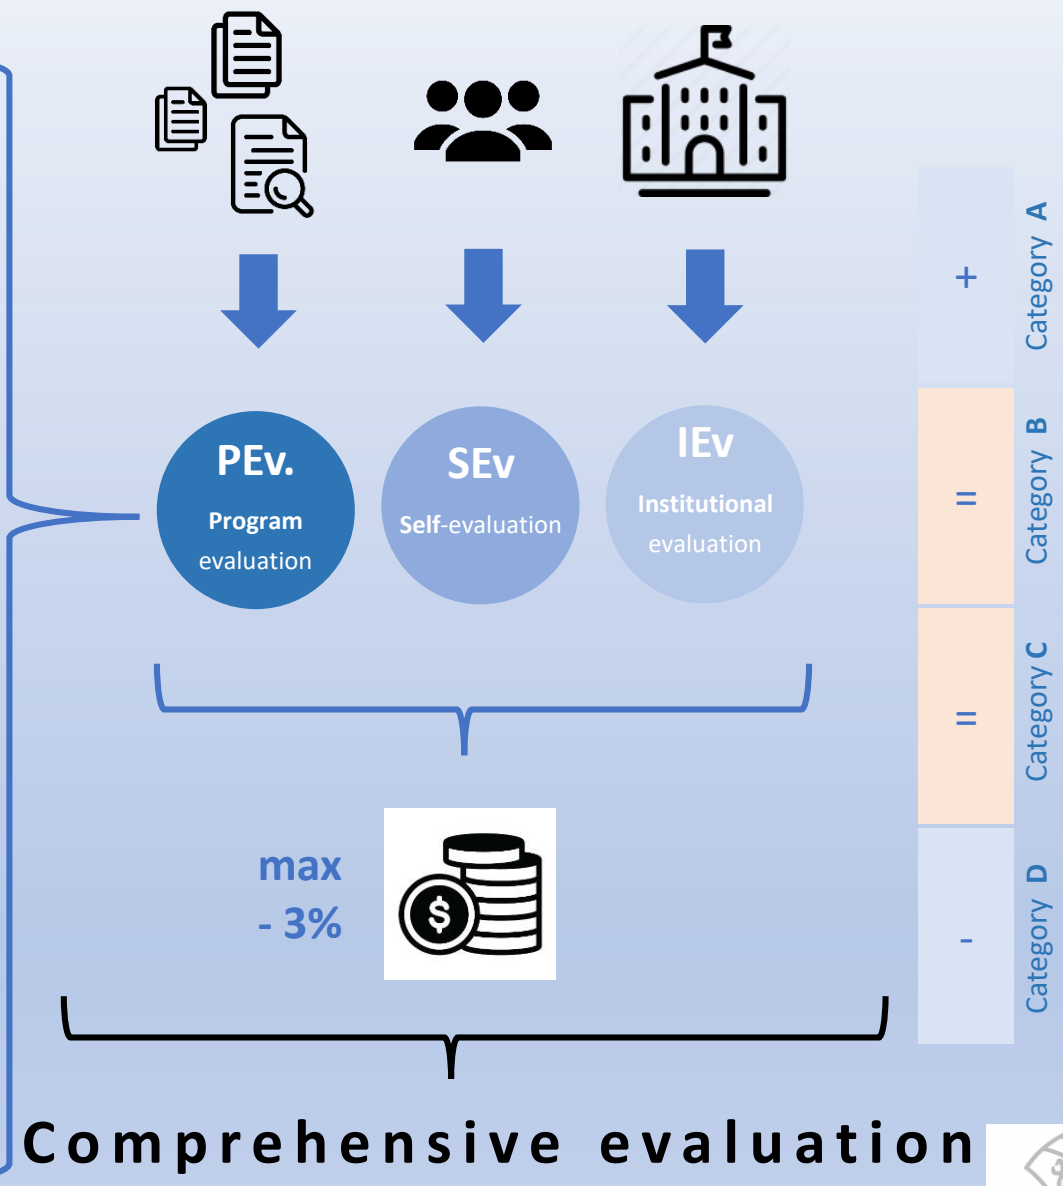 PEv.
Program
evaluation
SEv
Self-evaluation
IEv
Institutional
evaluation
max
- 3%
$
+
Category A
=
Category B
=
Category C
-
Category D
Comprehensive evaluation